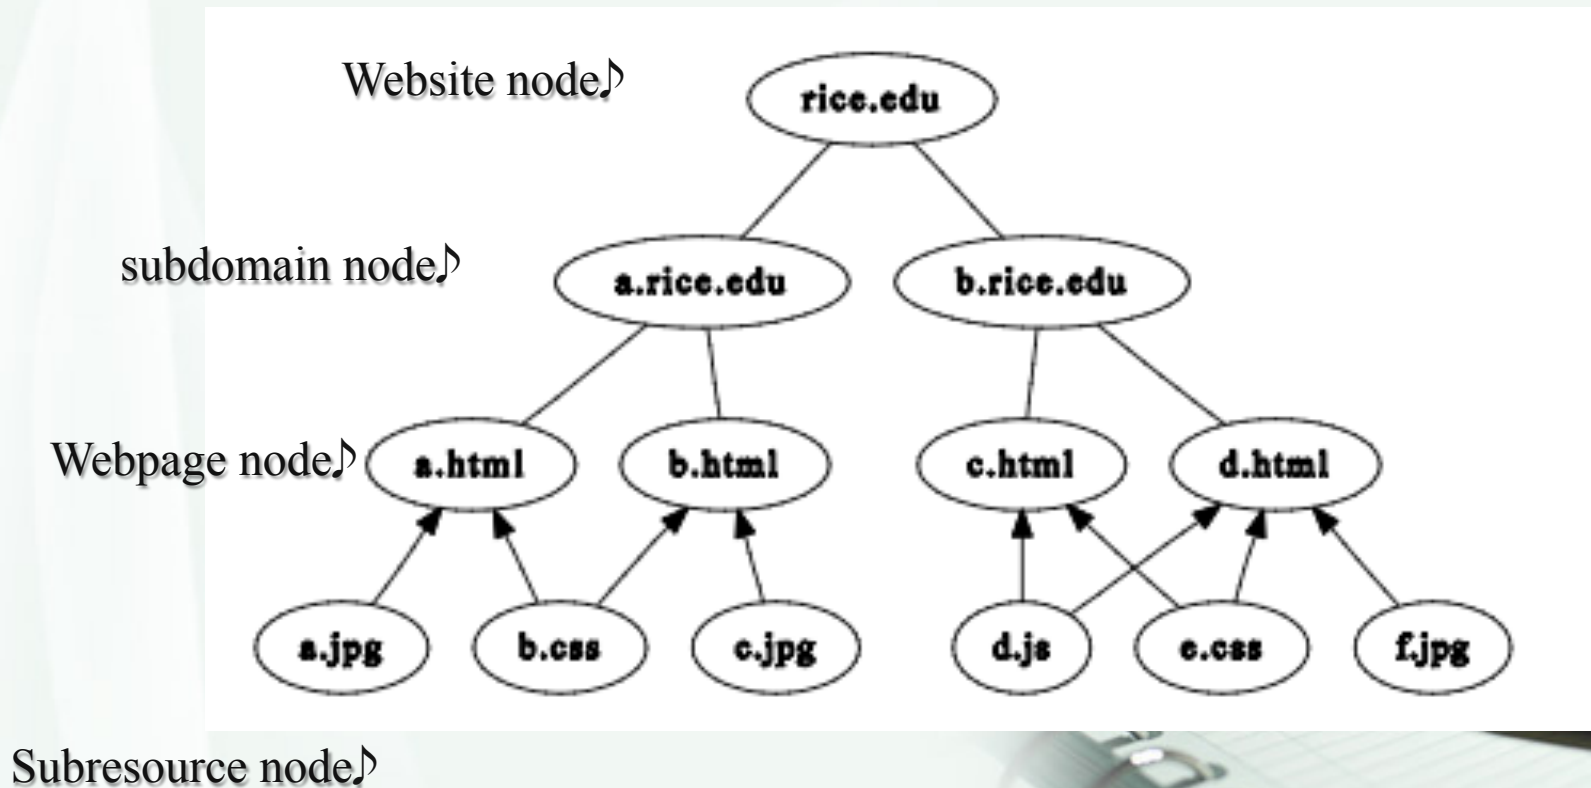 Website node♪
rice.edu
subdomain node♪
a.rice.edu
b.rice.edu
Webpage node♪
a.html
b.html
c.html
d.html
a.jpg
b.css
c.jpg
d.js
e.css
f.jpg
Subresource node♪